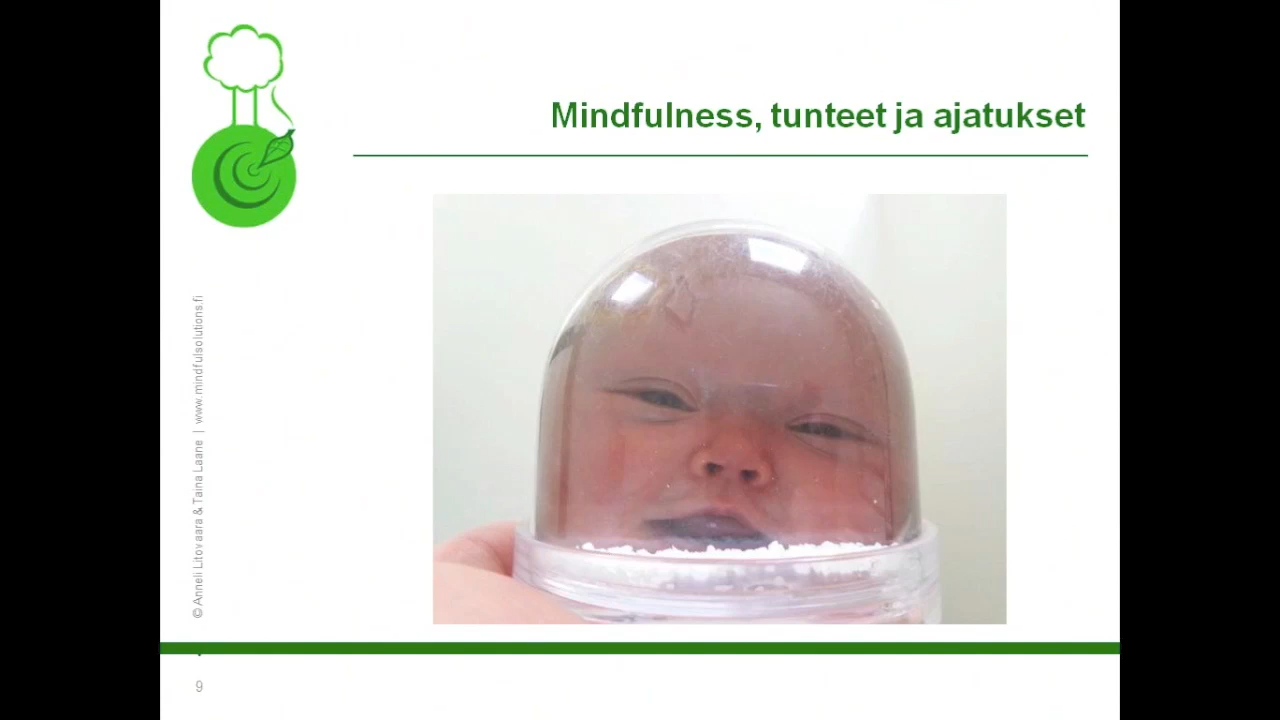 Mindfulness, tunteet ja ajatukset
© Anneli Litovaara & Taina Laane | www.mindfulsolutions.fi
9